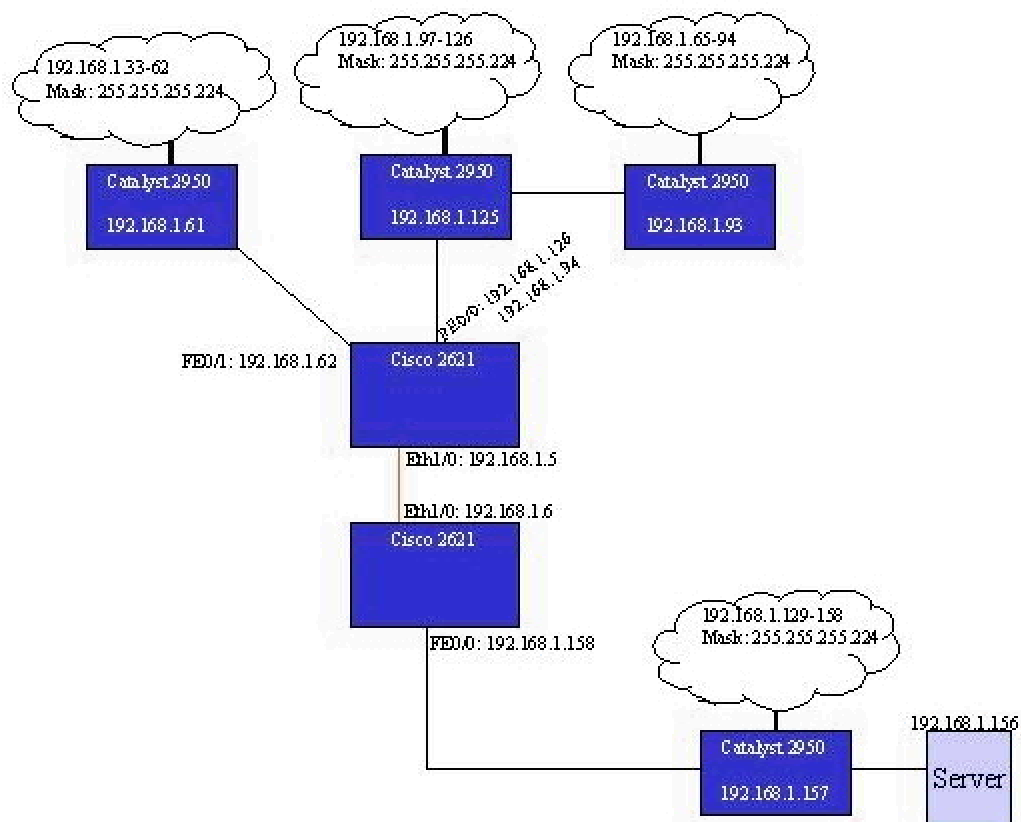 192.168.1.33-62
Mask: 255.255.255.224
192.168.1.97-126
Mask: 255.255.255.224
192.168.1.65-94
Mask: 255.255.255.224
Catalyst 2950
192.168.1.61
Catalyst 2950
192.168.1.125
Catalyst 2950
192.168.1.93
FE0/0: 192.168.1.126
192.168.1.94
FE0/1: 192.168.1.62
Cisco 2621
Eth1/0: 192.168.1.5
Eth1/0: 192.168.1.6
Cisco 2621
FE0/0: 192.168.1.158
192.168.1.129-158
Mask: 255.255.255.224
Catalyst 2950
192.168.1.157
192.168.1.156
Server